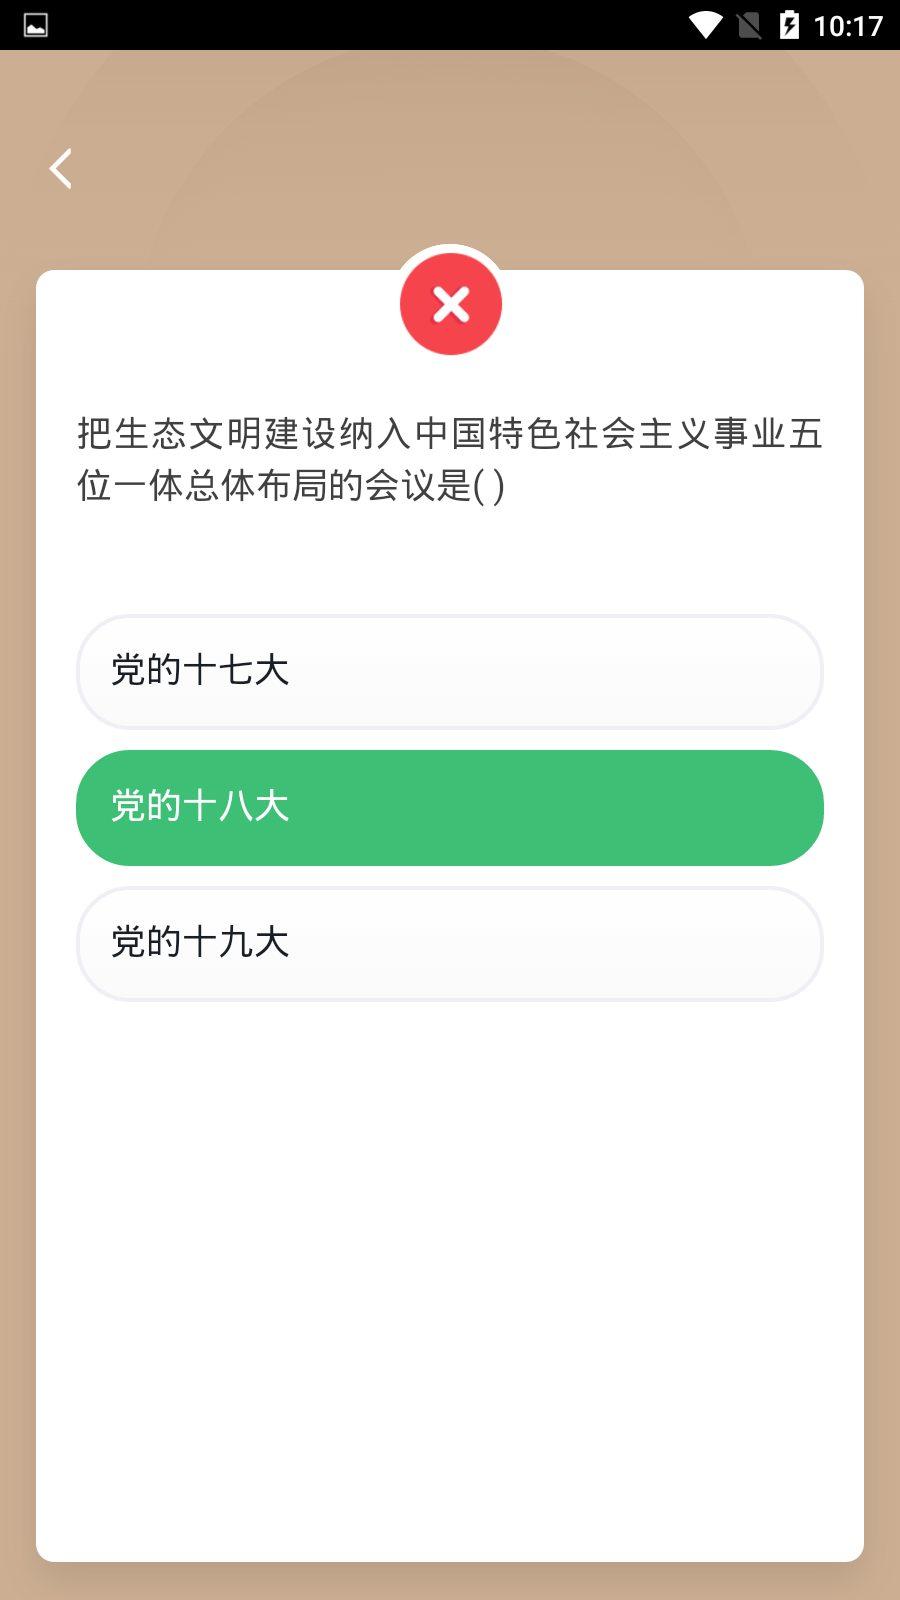 10:17
把生态文明建设纳入中国特色社会主义事业五
位一体总体布局的会议是( )
党的十七大
党的十八大
党的十九大